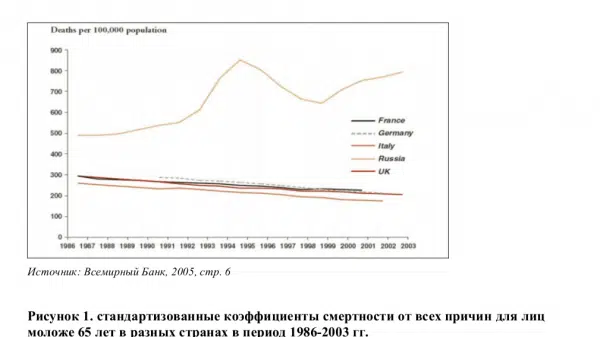 Deaths per 100,000 population
900
800
700
600
500
400
300
200
100
0
France
Germany
Italy
Russia
UK
1986 1967 1988 1989 1990 1991 1992 1993 1994 1995 1996 1997 1998 1999 2000 2001 2002 2003
Источник: Всемирный Банк, 2005, стр. 6
Рисунок 1. стандартизованные коэффициенты смертности от всех причин для лиц
моложе 65 лет в разных странах в период 1986-2003 гг.